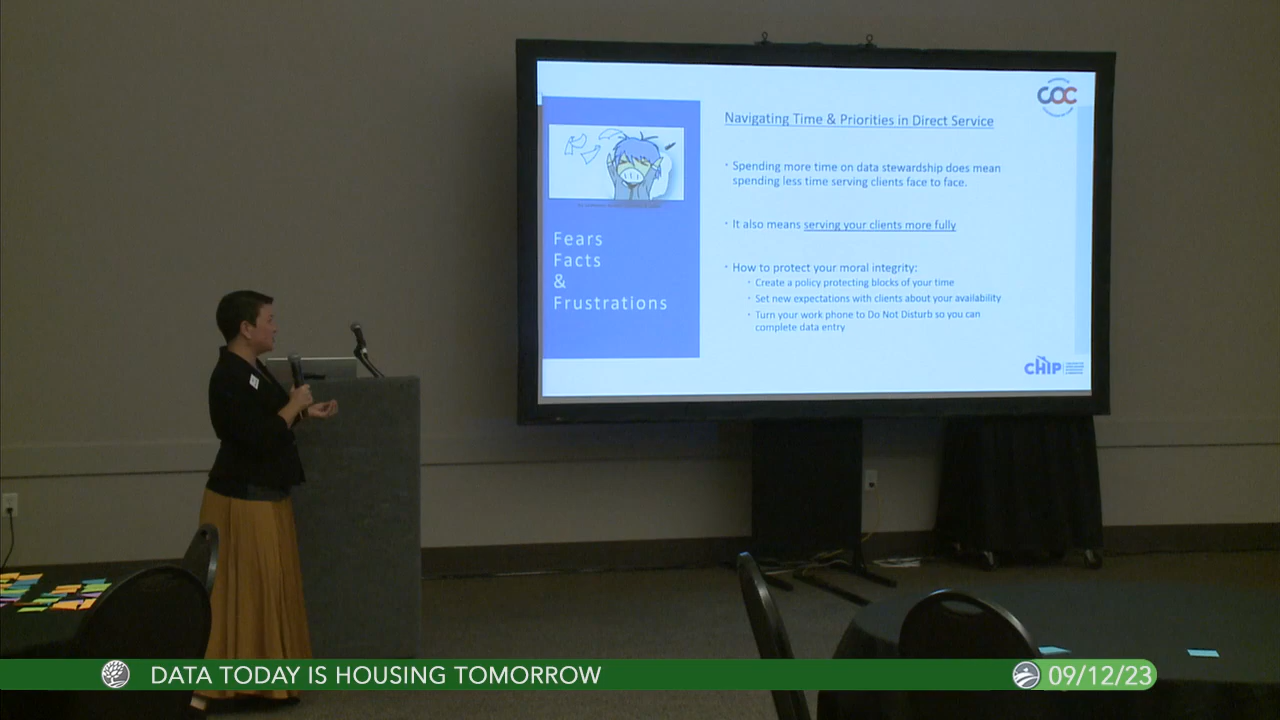 COC
Navigating Time & Priorities in Direct Service
· Spending more time on data stewardship does mean
spending less time serving clients face to face.
· It also means serving your clients more fully
· How to protect your moral integrity:
· Create a policy protecting blocks of your time
· Set new expectations with clients about your availability
· Turn your work phone to Do Not Disturb so you can
complete data entry
Fears
Facts
&
Frustrations
CHIP
DATA TODAY IS HOUSING TOMORROW
09/12/23